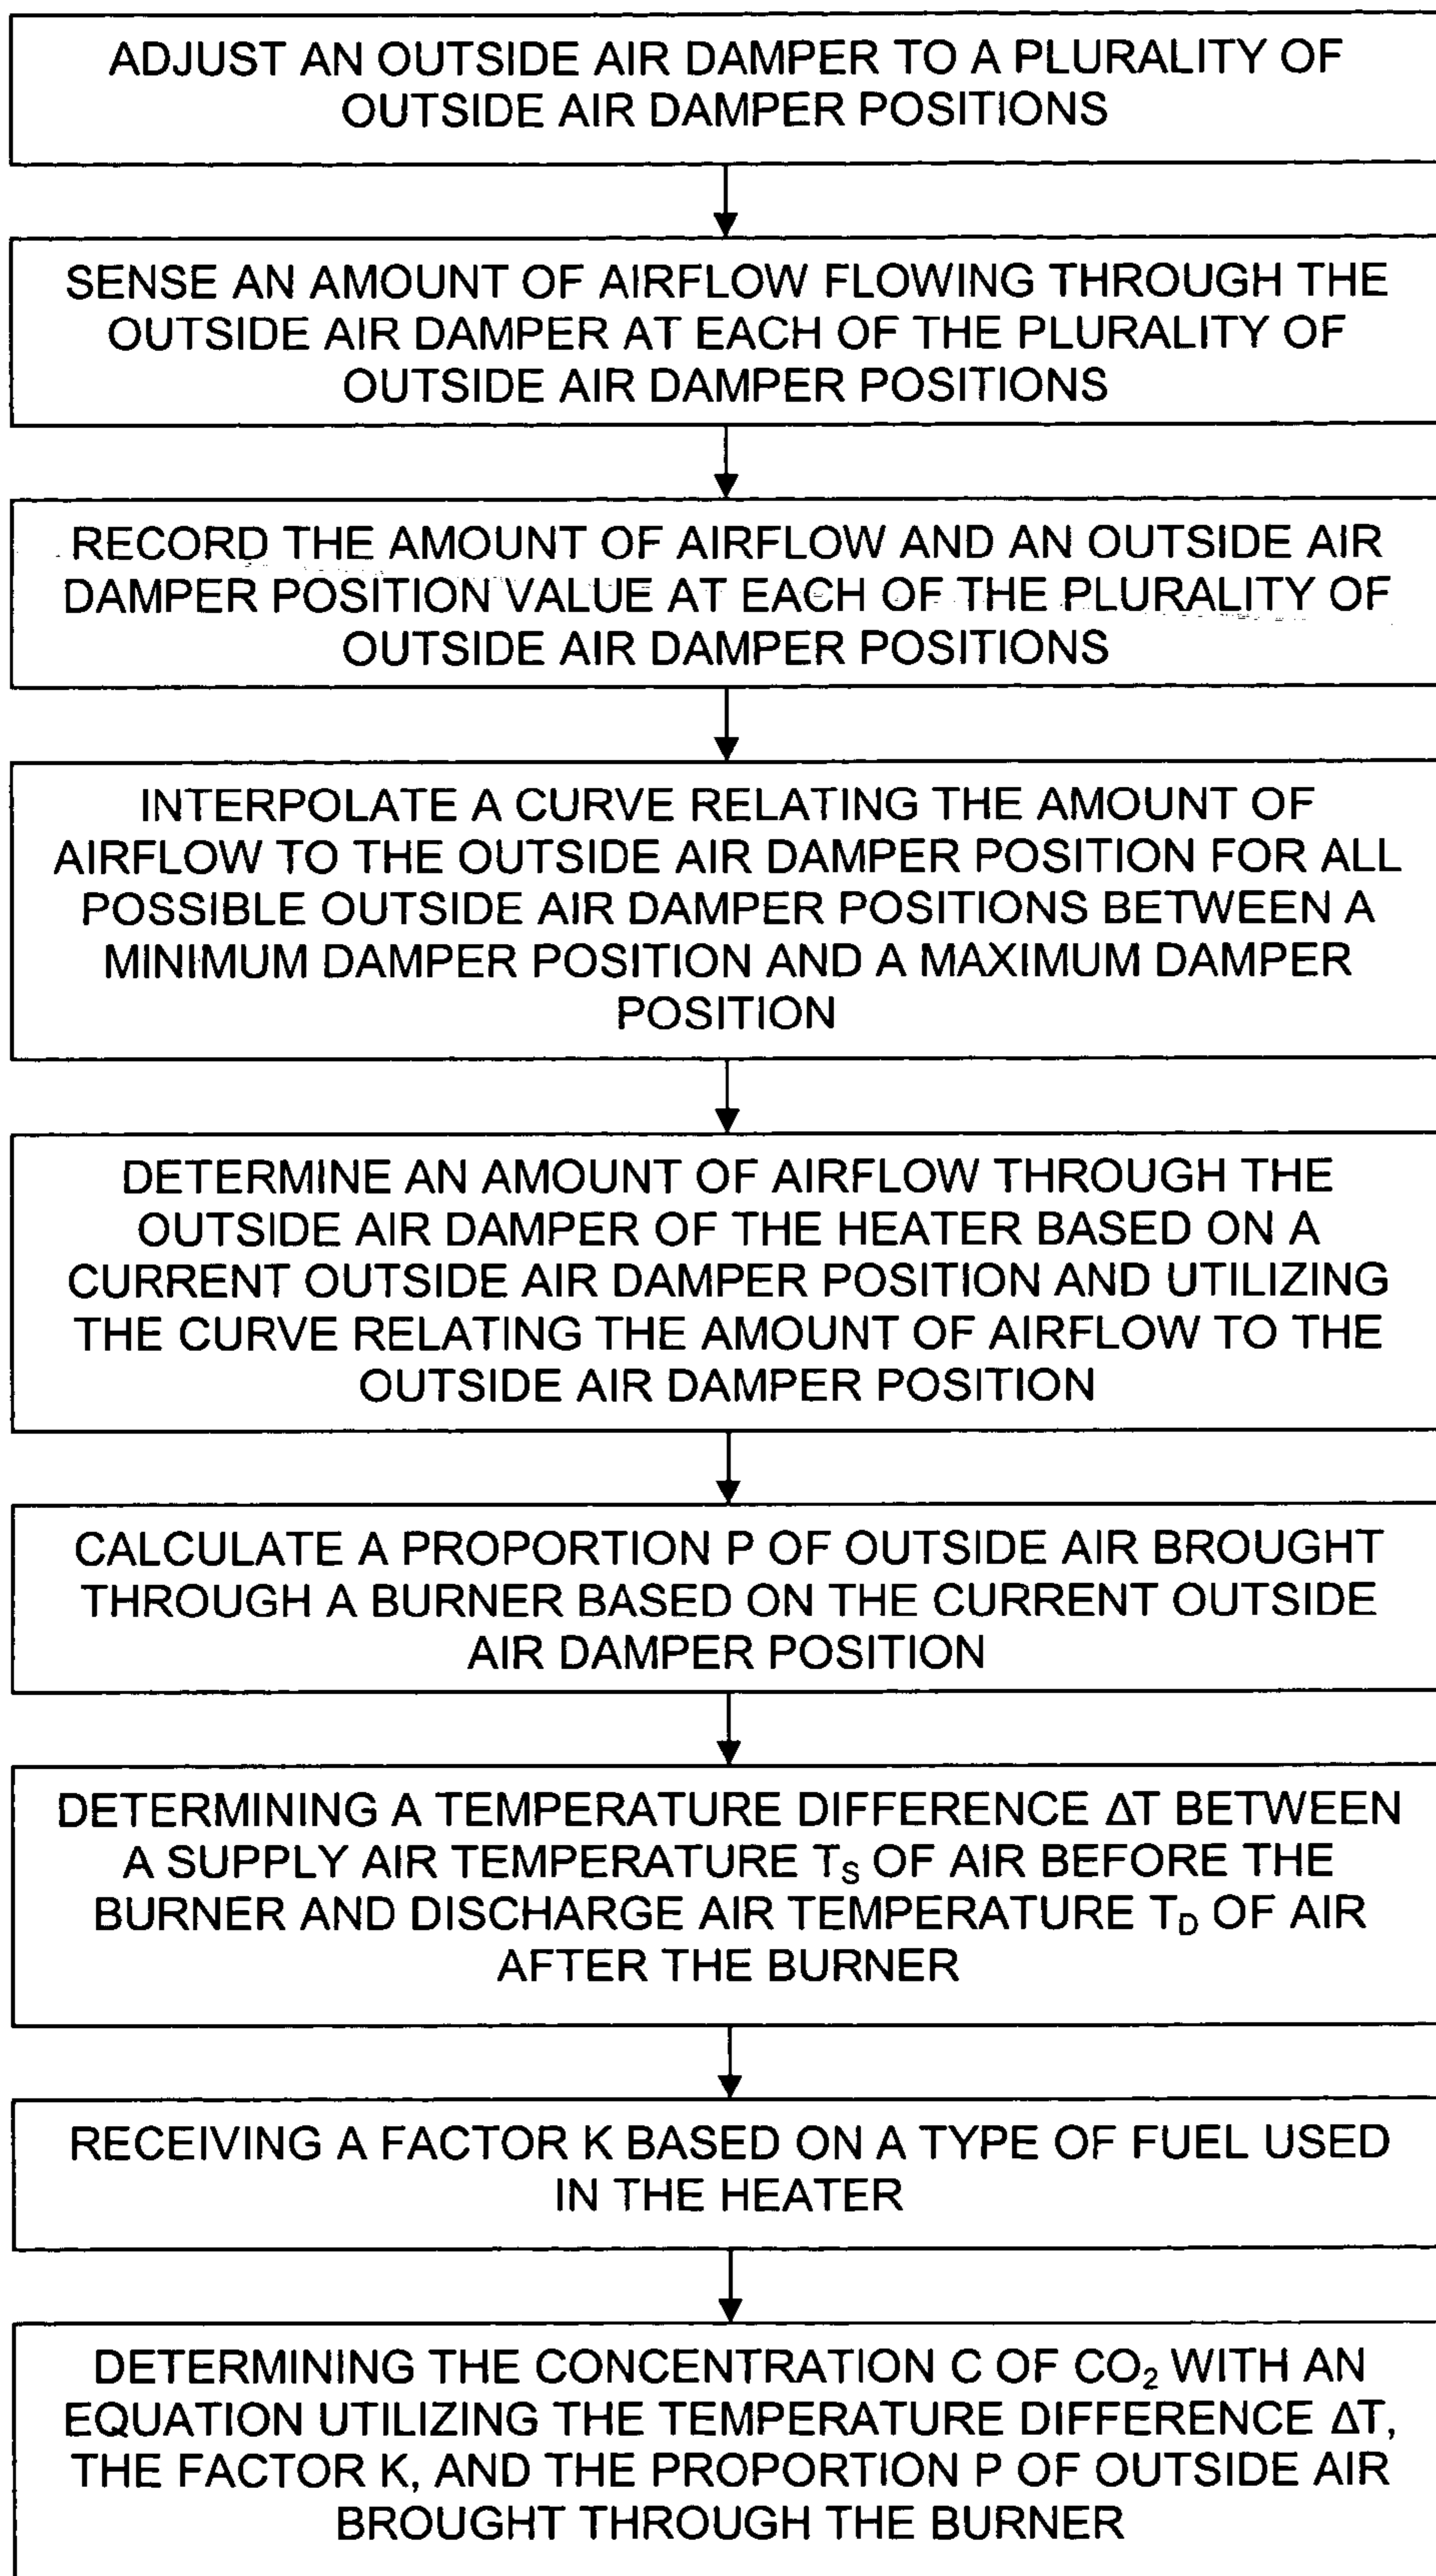 ADJUST AN OUTSIDE AIR DAMPER TO A PLURALITY OF
OUTSIDE AIR DAMPER POSITIONS
SENSE AN AMOUNT OF AIRFLOW FLOWING THROUGH THE
OUTSIDE AIR DAMPER AT EACH OF THE PLURALITY OF
OUTSIDE AIR DAMPER POSITIONS
RECORD THE AMOUNT OF AIRFLOW AND AN OUTSIDE AIR
DAMPER POSITION VALUE AT EACH OF THE PLURALITY OF
OUTSIDE AIR DAMPER POSITIONS
INTERPOLATE A CURVE RELATING THE AMOUNT OF
AIRFLOW TO THE OUTSIDE AIR DAMPER POSITION FOR ALL
POSSIBLE OUTSIDE AIR DAMPER POSITIONS BETWEEN A
MINIMUM DAMPER POSITION AND A MAXIMUM DAMPER
POSITION
DETERMINE AN AMOUNT OF AIRFLOW THROUGH THE
OUTSIDE AIR DAMPER OF THE HEATER BASED ON A
CURRENT OUTSIDE AIR DAMPER POSITION AND UTILIZING
THE CURVE RELATING THE AMOUNT OF AIRFLOW TO THE
OUTSIDE AIR DAMPER POSITION
CALCULATE A PROPORTION P OF OUTSIDE AIR BROUGHT
THROUGH A BURNER BASED ON THE CURRENT OUTSIDE
AIR DAMPER POSITION
DETERMINING A TEMPERATURE DIFFERENCE ΔT BETWEEN
A SUPPLY AIR TEMPERATURE T_S OF AIR BEFORE THE
BURNER AND DISCHARGE AIR TEMPERATURE T_D OF AIR
AFTER THE BURNER
RECEIVING A FACTOR K BASED ON A TYPE OF FUEL USED
IN THE HEATER
DETERMINING THE CONCENTRATION C OF CO₂ WITH AN
EQUATION UTILIZING THE TEMPERATURE DIFFERENCE ΔT,
THE FACTOR K, AND THE PROPORTION P OF OUTSIDE AIR
BROUGHT THROUGH THE BURNER